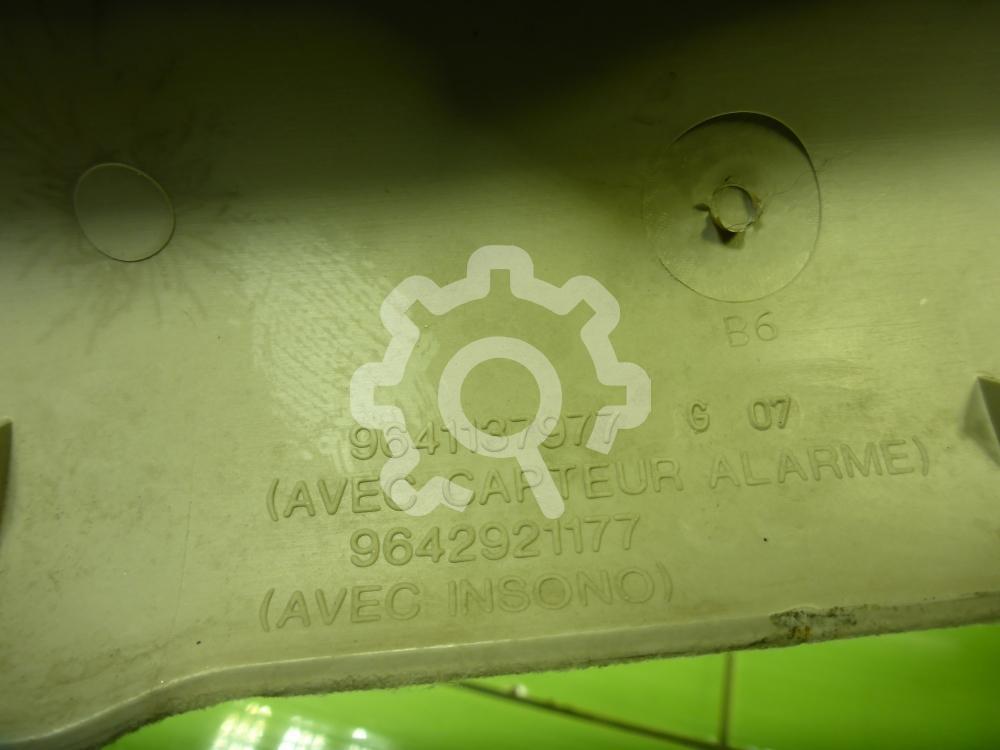 B6
9641137977 G 07
(AVEC CAPTEUR ALARME)
9642921177
(AVEC INSONO)